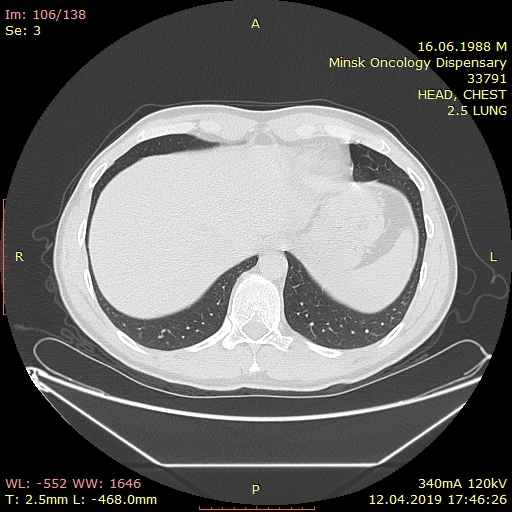 Im: 106/138
Se: 3
A
16.06.1988 M
Minsk Oncology Dispensary
33791
HEAD, CHEST
2.5 LUNG
R
L
WL: -552 WW: 1646
T: 2.5mm L: -468.0mm
P
340mA 120kV
12.04.2019 17:46:26